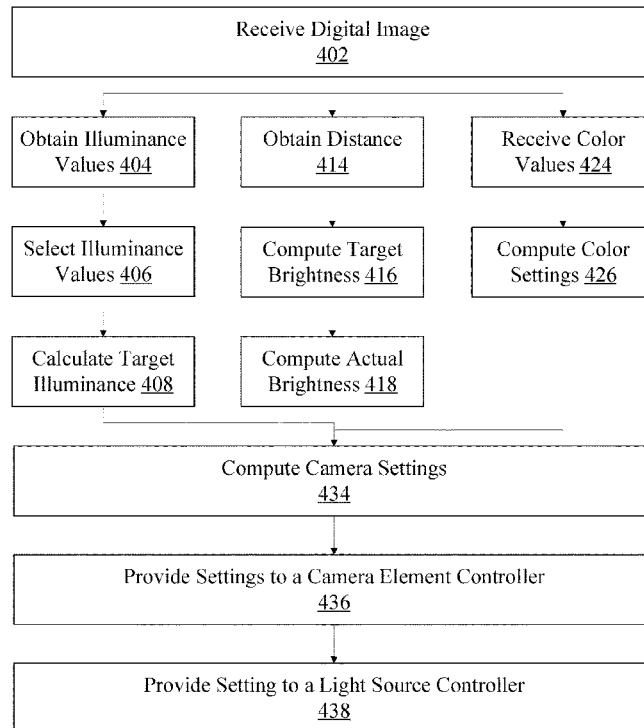 Receive Digital Image
402
Obtain Illuminance
Values 404
Obtain Distance
414
Receive Color
Values 424
Select Illuminance
Values 406
Compute Target
Brightness 416
Compute Color
Settings 426
Calculate Target
Illuminance 408
Compute Actual
Brightness 418
Compute Camera Settings
434
Provide Settings to a Camera Element Controller
436
Provide Setting to a Light Source Controller
438